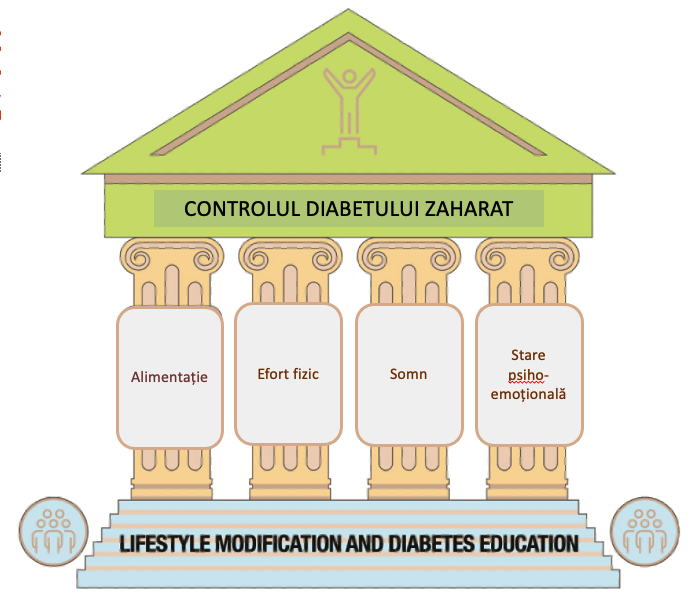 CONTROLUL DIABETULUI ZAHARAT
Alimentație
Efort fizic
Somn
Stare
psiho-
emoțională
LIFESTYLE MODIFICATION AND DIABETES EDUCATION